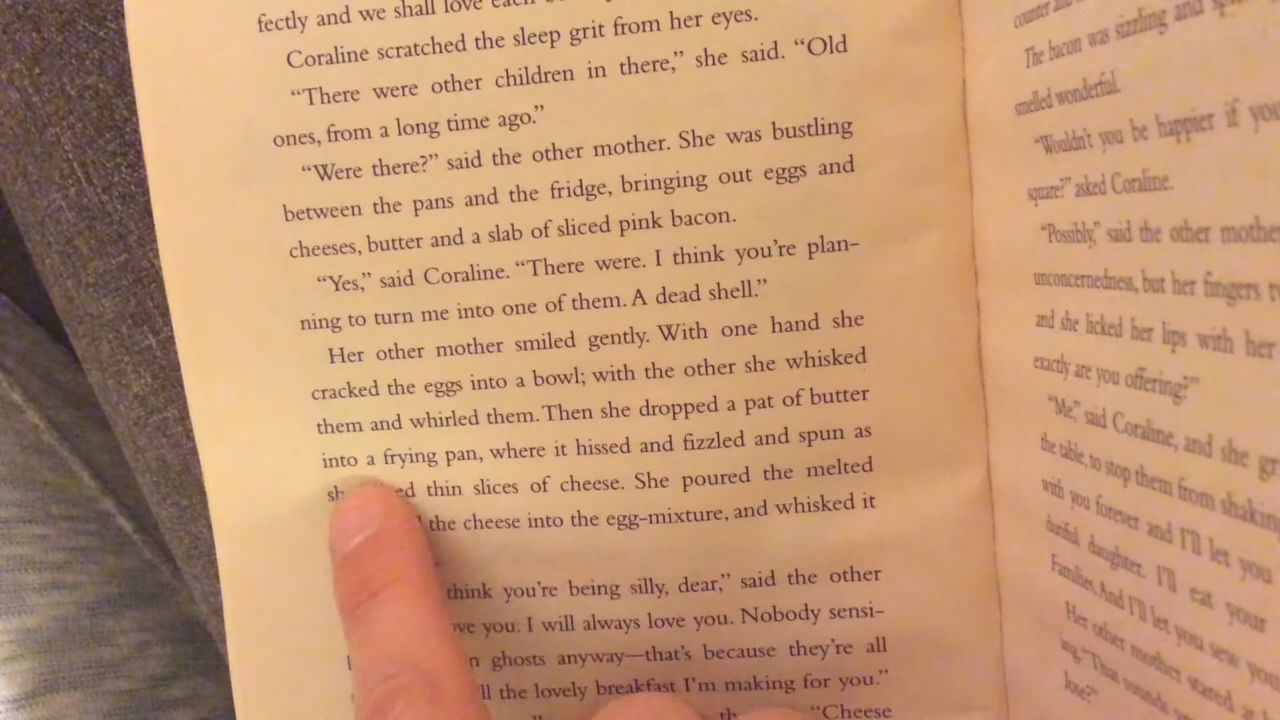 fectly and we shall love each
Coraline scratched the sleep grit from her eyes.
“There were other children in there,” she said. “Old
ones, from a long time ago.”
“Were there?” said the other mother. She was bustling
between the pans and the fridge, bringing out eggs and
cheeses, butter and a slab of sliced pink bacon.
“Yes,” said Coraline. “There were. I think you’re plan–
ning to turn me into one of them. A dead shell.”
Her other mother smiled gently. With one hand she
cracked the eggs into a bowl; with the other she whisked
them and whirled them. Then she dropped a pat of butter
into a frying pan, where it hissed and fizzled and spun as
thin slices of cheese. She poured the melted
the cheese into the egg–mixture, and whisked it
think you’re being silly, dear,” said the other
you. I will always love you. Nobody sensi–
ghosts anyway—that’s because they’re all
the lovely breakfast I’m making for you.”
“Cheese
counter and
The bacon was sizzling and
smelled wonderful.
“Wouldn’t you be happier if you
square?” asked Coraline.
“Possibly,” said the other mother
unconcernedness, but her fingers
and she licked her lips with her
exactly are you offering?”
“Me,” said Coraline, and she
the table, to stop them from shaking
with you forever and I’ll let you
dutiful daughter. I’ll eat your
Families. And I’ll let you sew your
Her other mother stared at
ing. “That sounds
lose?”